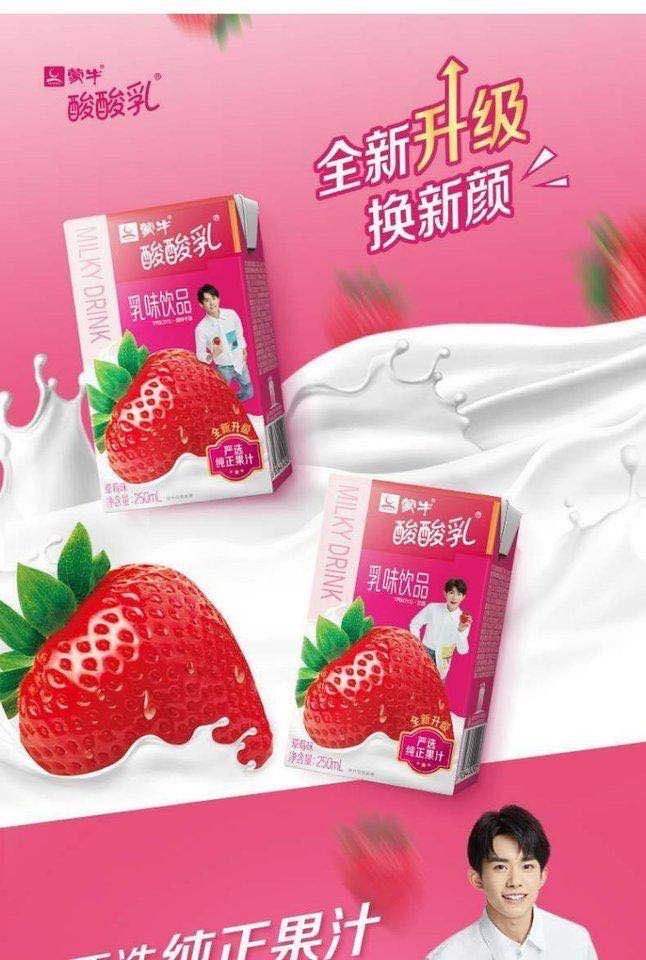 蒙牛®
酸酸乳®
全新升级
换新颜
MILKY DRINK
蒙牛®
酸酸乳®
乳味饮品
全新升级
严选
纯正果汁
草莓味
净含量:250mL
MILKY DRINK
蒙牛®
酸酸乳®
乳味饮品
全新升级
严选
纯正果汁
草莓味
净含量:250mL
严选纯正果汁